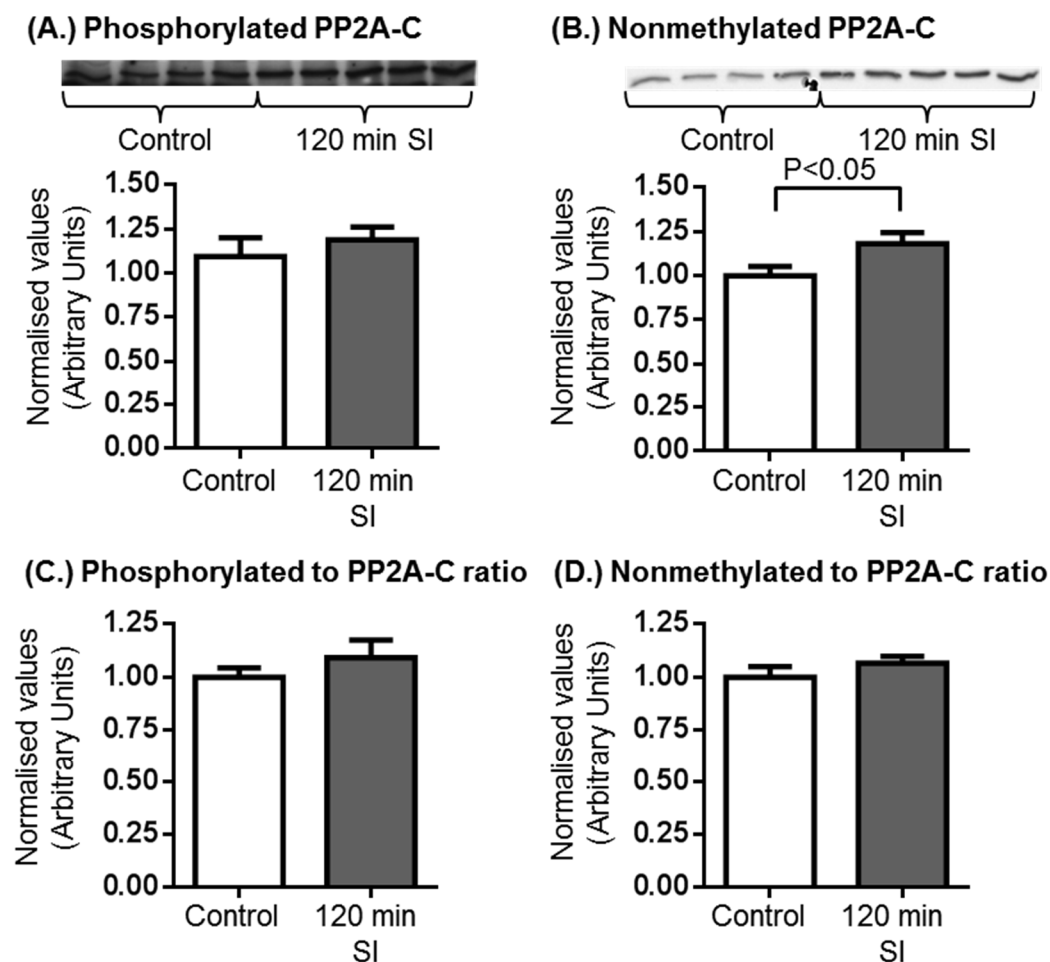 (A.) Phosphorylated PP2A-C
Control
120 min SI
Normalised values
(Arbitrary Units)
1.50
1.25
1.00
0.75
0.50
0.25
0.00
Control
120 min
SI
(B.) Nonmethylated PP2A-C
Control
120 min SI
P<0.05
Normalised values
(Arbitrary Units)
1.50
1.25
1.00
0.75
0.50
0.25
0.00
Control
120 min
SI
(C.) Phosphorylated to PP2A-C ratio
Normalised values
(Arbitrary Units)
1.25
1.00
0.75
0.50
0.25
0.00
Control
120 min
SI
(D.) Nonmethylated to PP2A-C ratio
Normalised values
(Arbitrary Units)
1.25
1.00
0.75
0.50
0.25
0.00
Control
120 min
SI